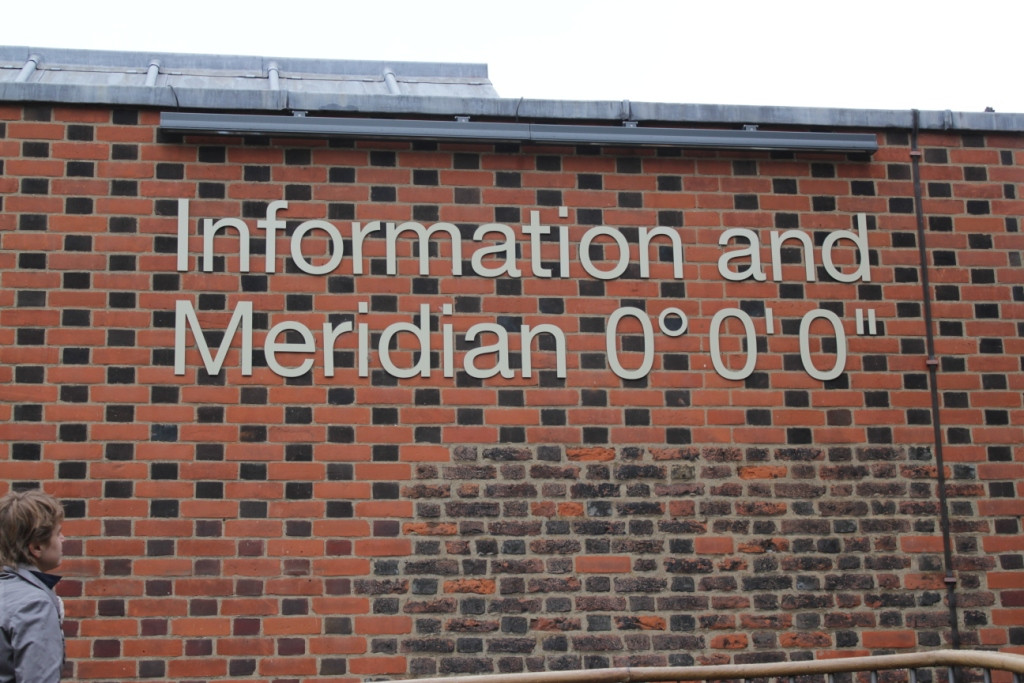 Information and
Meridian 0° 0' 0"